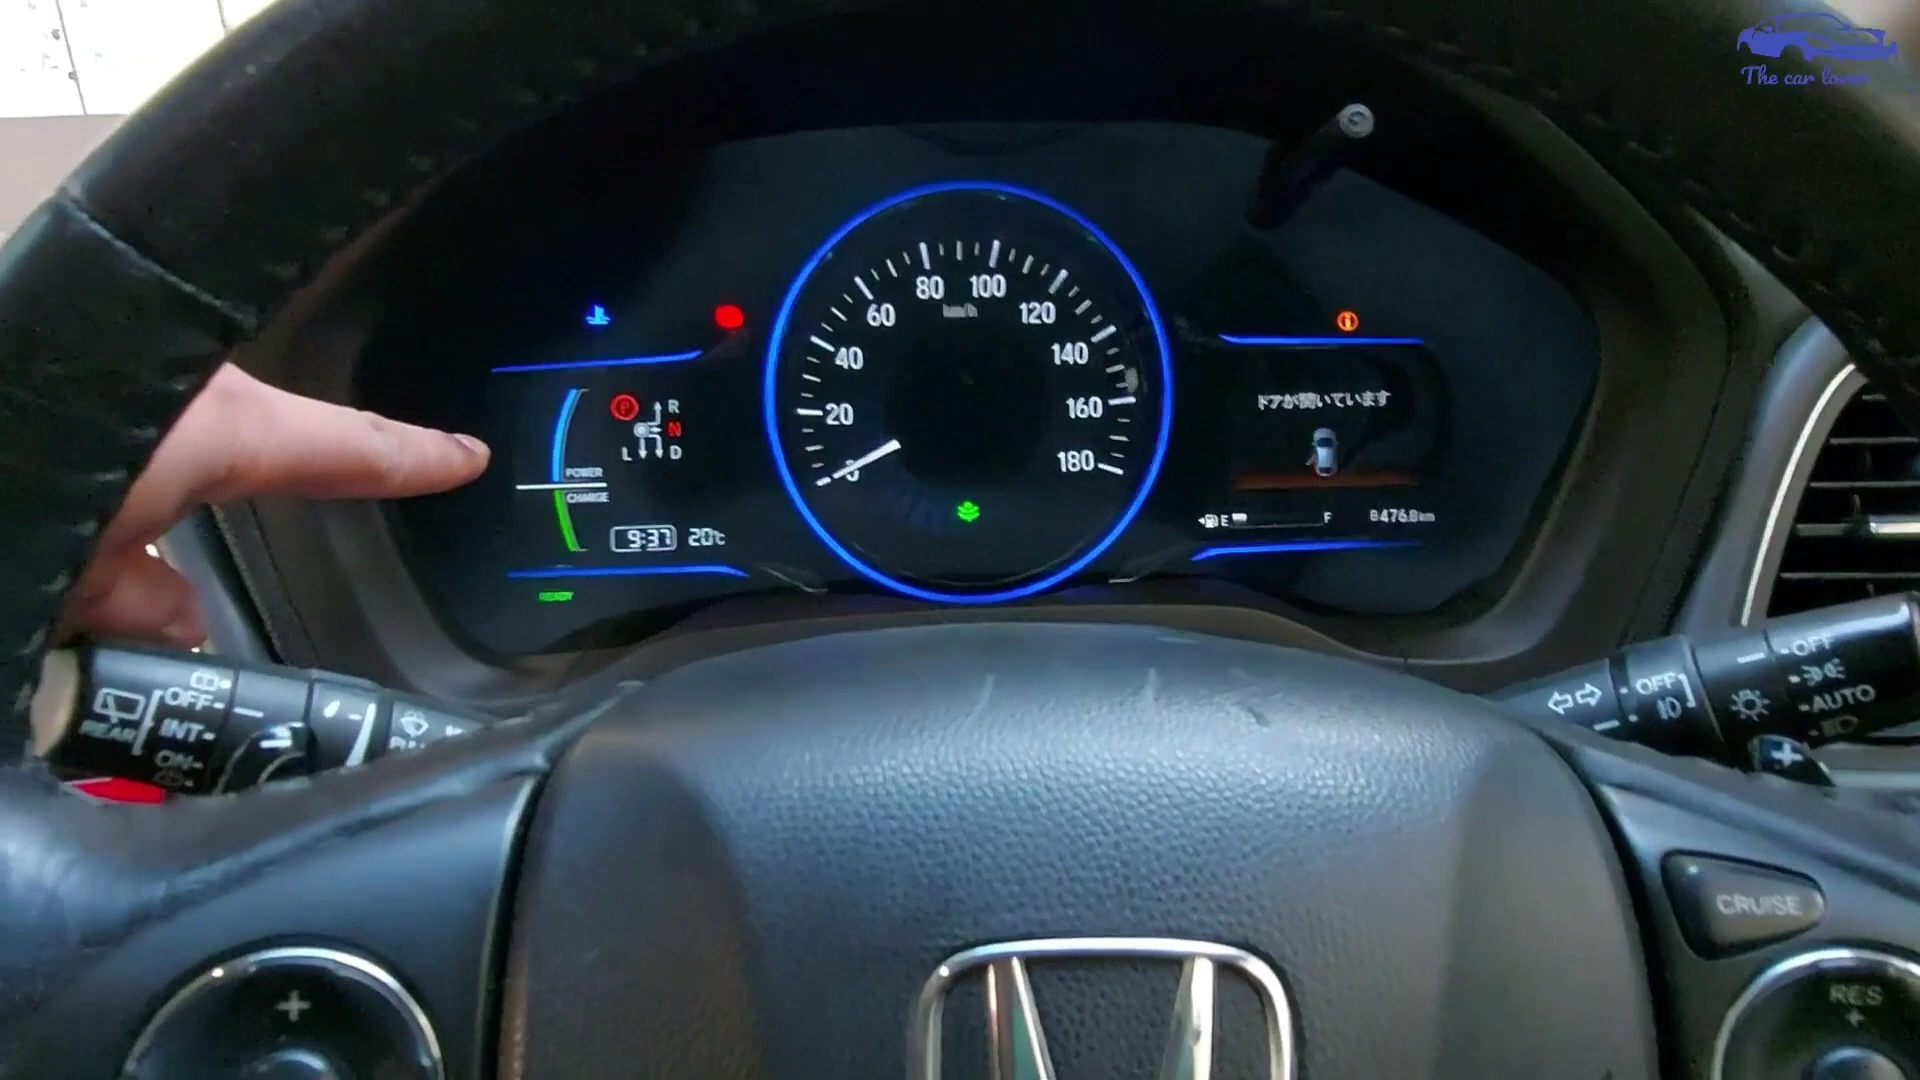 The car lover
80 100
km/h
60 120
40 140
20 160
0 180
P R
N
L D
POWER
CHARGE
9:37 20℃
READY
ドアが開いています
E F 8476.8km
REAR
OFF
INT
ON
OFF
OFF
AUTO
CRUISE
+
RES
+